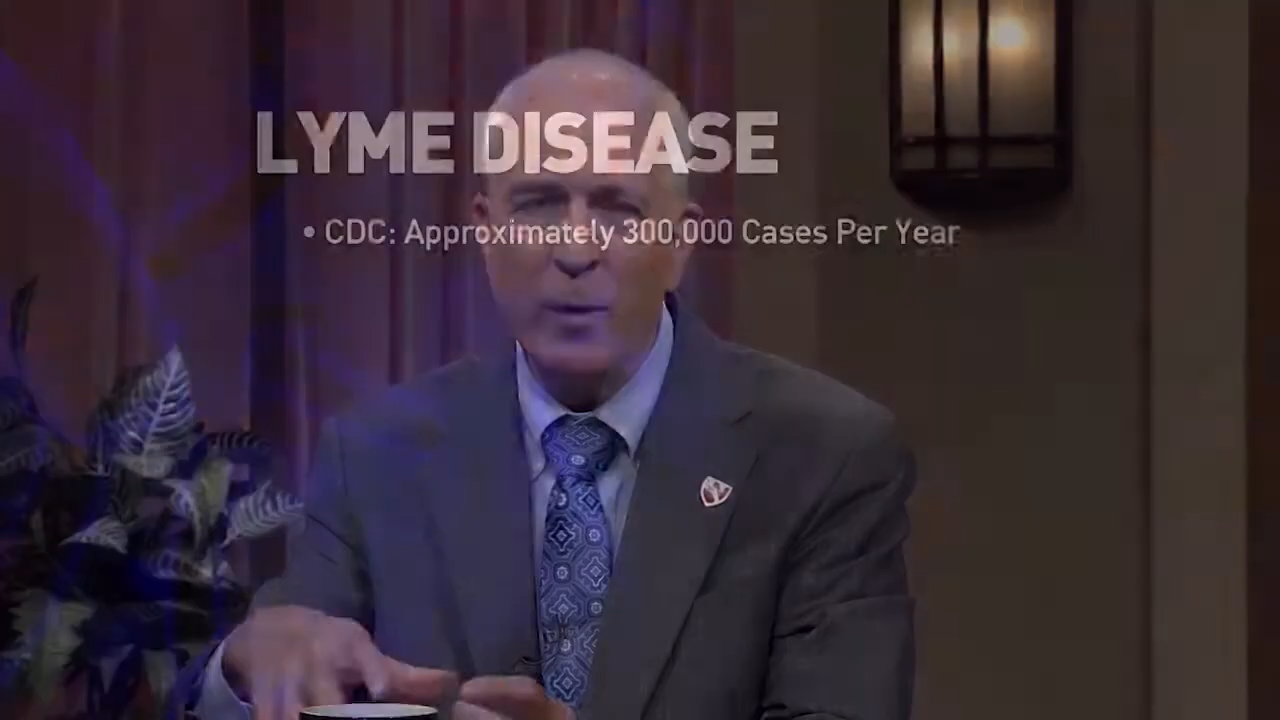 LYME DISEASE
• CDC: Approximately 300,000 Cases Per Year